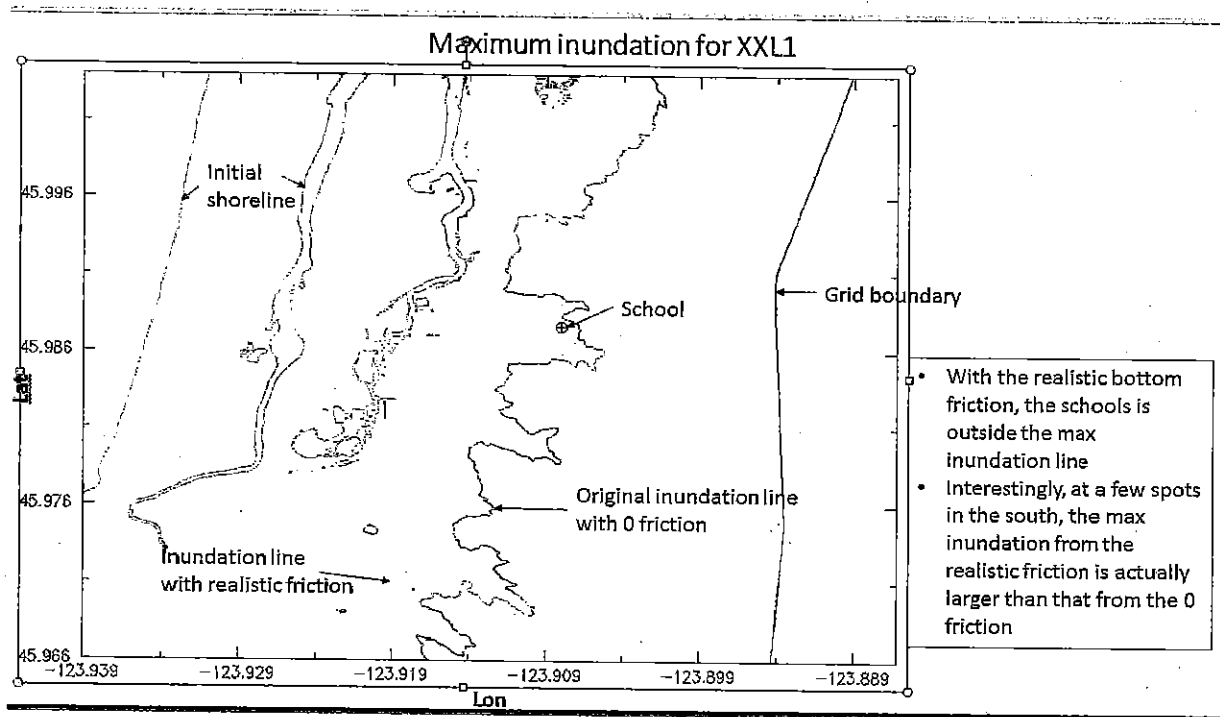 Maximum inundation for XXL1
Initial
shoreline
45.996
School
Grid boundary
45.986
Lat
45.976
Original inundation line
with 0 friction
Inundation line
with realistic friction
45.966
−123.939
−123.929
−123.919
−123.909
−123.899
−123.889
Lon
• With the realistic bottom
friction, the schools is
outside the max
inundation line
• Interestingly, at a few spots
in the south, the max
inundation from the
realistic friction is actually
larger than that from the 0
friction